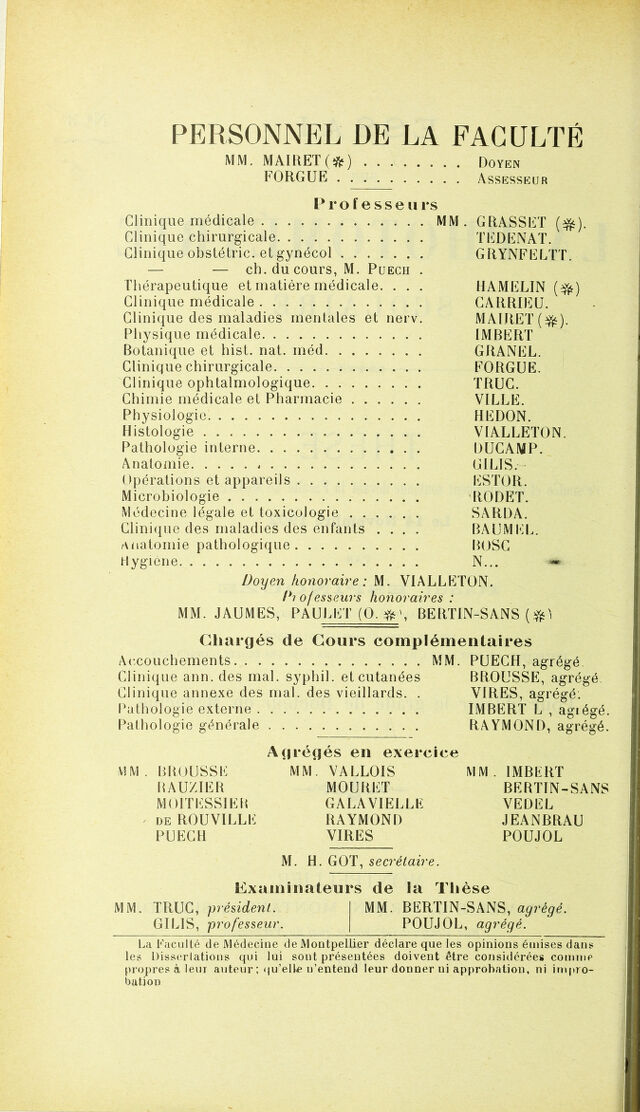 PERSONNEL DE LA FACULTÉ
MM. MAIRET (✻) . . . . . . . . DOYEN
FORGUE . . . . . . . . . . ASSESSEUR
Professeurs
Clinique médicale . . . . . . . . . . . . . MM. GRASSET (✻).
Clinique chirurgicale. . . . . . . . . . . . TEDENAT.
Clinique obstétric. et gynécol . . . . . . . GRYNFELTT.
— — ch. du cours, M. PUECH .
Thérapeutique et matière médicale. . . . HAMELIN (✻)
Clinique médicale . . . . . . . . . . . . . CARRIEU.
Clinique des maladies mentales et nerv. MAIRET (✻).
Physique médicale. . . . . . . . . . . . . IMBERT
Botanique et hist. nat. méd. . . . . . . . GRANEL.
Clinique chirurgicale. . . . . . . . . . . . FORGUE.
Clinique ophtalmologique. . . . . . . . . TRUC.
Chimie médicale et Pharmacie . . . . . . VILLE.
Physiologie. . . . . . . . . . . . . . . . . HEDON.
Histologie . . . . . . . . . . . . . . . . . VIALLETON.
Pathologie interne. . . . . . . . . . . . . DUCAMP.
Anatomie. . . . . . . . . . . . . . . . . . GILIS.
Opérations et appareils . . . . . . . . . . ESTOR.
Microbiologie . . . . . . . . . . . . . . . RODET.
Médecine légale et toxicologie . . . . . . SARDA.
Clinique des maladies des enfants . . . . BAUMEL.
Anatomie pathologique . . . . . . . . . . BOSC
Hygiène. . . . . . . . . . . . . . . . . . . N...
Doyen honoraire : M. VIALLETON.
Professeurs honoraires :
MM. JAUMES, PAULET (O. ✻), BERTIN-SANS (✻)
Chargés de Cours complémentaires
Accouchements. . . . . . . . . . . . . . . MM. PUECH, agrégé
Clinique ann. des mal. syphil. et cutanées BROUSSE, agrégé
Clinique annexe des mal. des vieillards. . VIRES, agrégé.
Pathologie externe . . . . . . . . . . . . . IMBERT L , agrégé.
Pathologie générale . . . . . . . . . . . . RAYMOND, agrégé.
Agrégés en exercice
MM. BROUSSE MM. VALLOIS MM. IMBERT
RAUZIER MOURET BERTIN-SANS
MOITESSIER GALAVIELLE VEDEL
DE ROUVILLE RAYMOND JEANBRAU
PUECH VIRES POUJOL
M. H. GOT, secrétaire.
Examinateurs de la Thèse
MM. TRUC, président. MM. BERTIN-SANS, agrégé.
GILIS, professeur. POUJOL, agrégé.
La Faculté de Médecine de Montpellier déclare que les opinions émises dans
les Dissertations qui lui sont présentées doivent être considérées comme
propres à leur auteur ; qu'elle n'entend leur donner ni approbation, ni impro-
bation